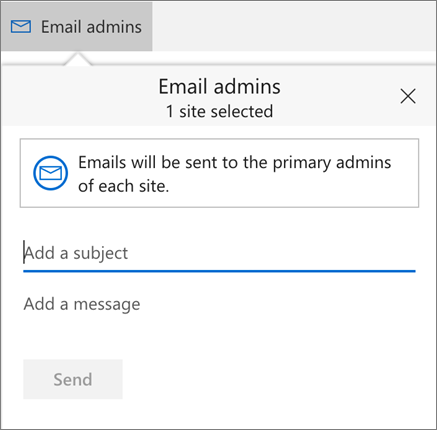 Email admins
Email admins
1 site selected
Emails will be sent to the primary admins
of each site.
Add a subject
Add a message
Send